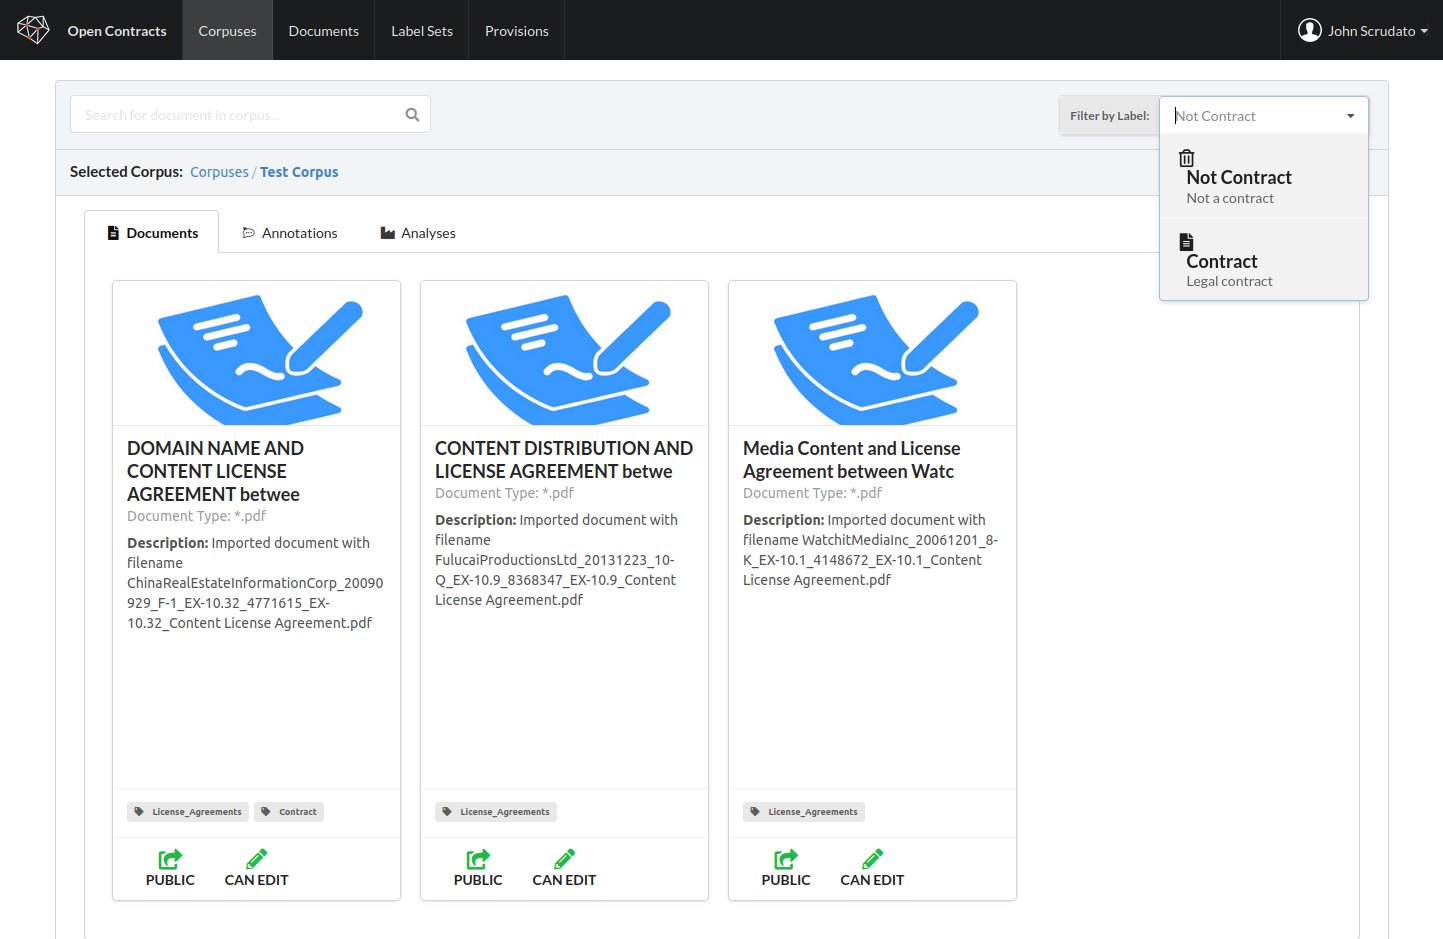 Open Contracts Corpuses Documents Label Sets Provisions John Scrudato
Search for document in corpus...
Filter by Label: Not Contract
Not Contract
Not a contract
Contract
Legal contract
Selected Corpus: Corpuses / Test Corpus
Documents Annotations Analyses
DOMAIN NAME AND
CONTENT LICENSE
AGREEMENT betwee
Document Type: *.pdf
Description: Imported document with
filename
ChinaRealEstateInformationCorp_20090
929_F-1_EX-10.32_4771615_EX-
10.32_Content License Agreement.pdf
License_Agreements Contract
PUBLIC CAN EDIT
CONTENT DISTRIBUTION AND
LICENSE AGREEMENT betwe
Document Type: *.pdf
Description: Imported document with
filename
FulucaiProductionsLtd_20131223_10-
Q_EX-10.9_8368347_EX-10.9_Content
License Agreement.pdf
License_Agreements
PUBLIC CAN EDIT
Media Content and License
Agreement between Watc
Document Type: *.pdf
Description: Imported document with
filename WatchitMediaInc_20061201_8-
K_EX-10.1_4148672_EX-10.1_Content
License Agreement.pdf
License_Agreements
PUBLIC CAN EDIT